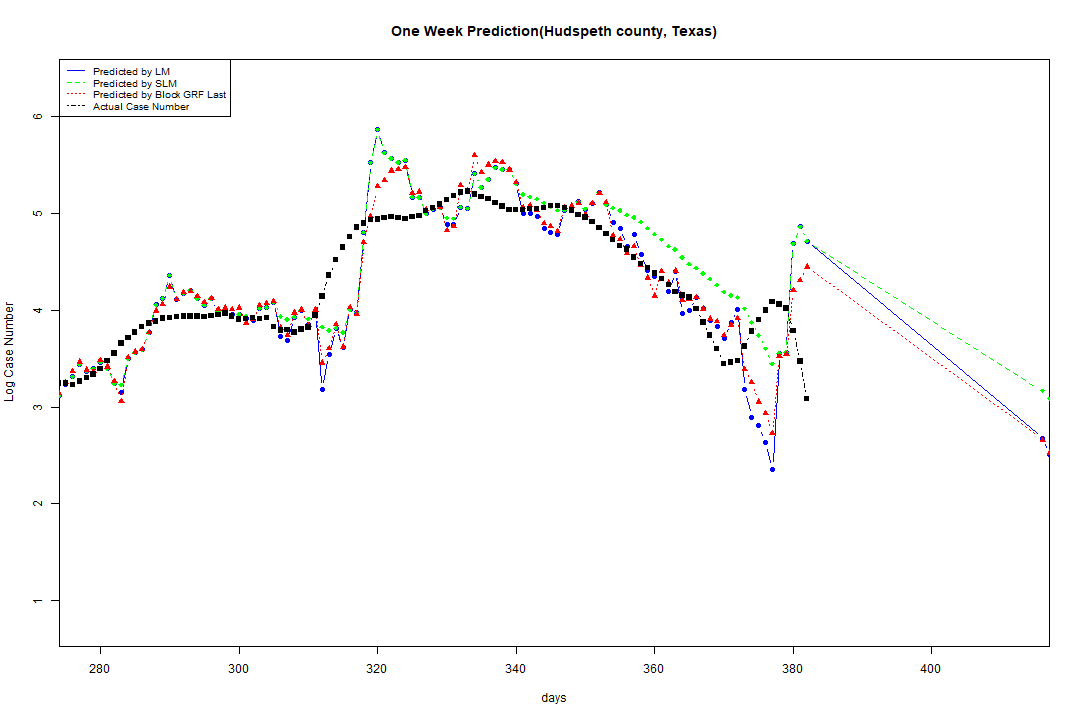 One Week Prediction(Hudspeth county, Texas)
Predicted by LM
Predicted by SLM
Predicted by Block GRF Last
Actual Case Number
Log Case Number
6
5
4
3
2
1
280 300 320 340 360 380 400
days